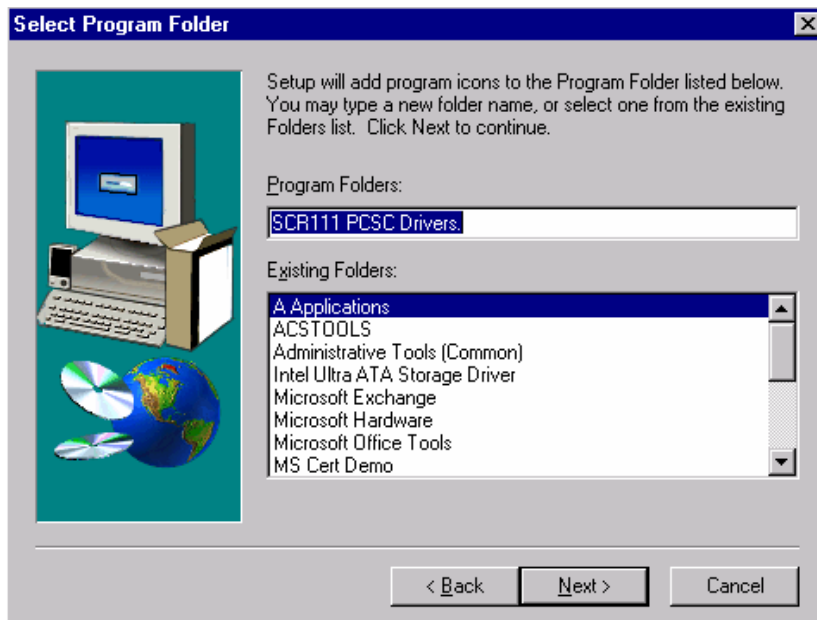 Select Program Folder
Setup will add program icons to the Program Folder listed below.
You may type a new folder name, or select one from the existing
Folders list. Click Next to continue.
Program Folders:
SCR111 PCSC Drivers.
Existing Folders:
A Applications
ACSTOOLS
Administrative Tools (Common)
Intel Ultra ATA Storage Driver
Microsoft Exchange
Microsoft Hardware
Microsoft Office Tools
MS Cert Demo
< Back
Next >
Cancel